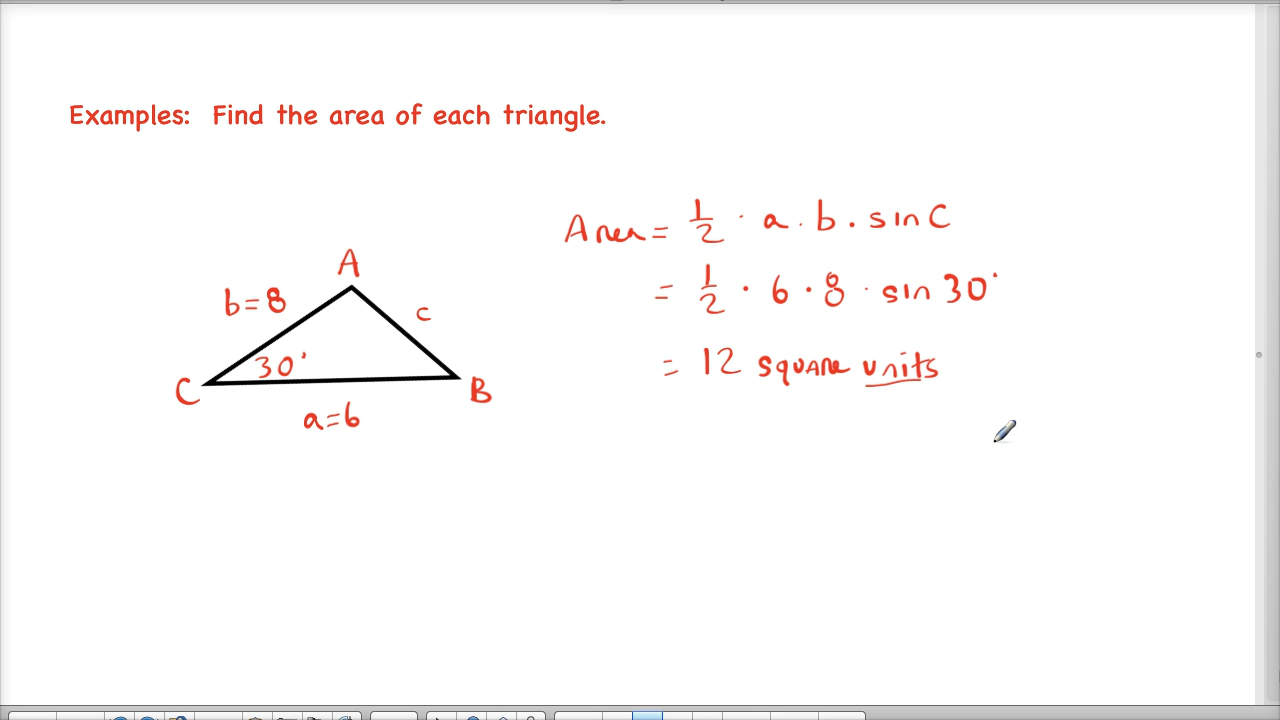 Examples: Find the area of each triangle.
Area = 1/2 · a · b · sin C
= 1/2 · 6 · 8 · sin 30°
= 12 square units
A
b=8
c
30°
C
B
a=6